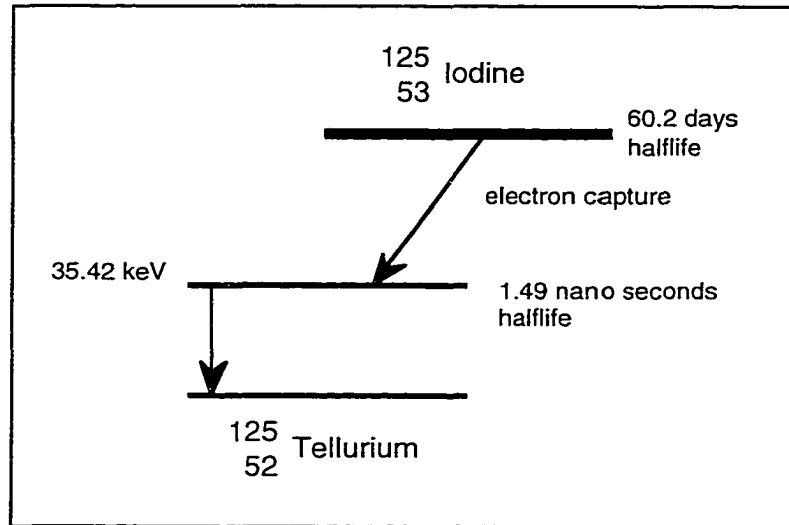 125
53 Iodine
60.2 days
halflife
electron capture
35.42 keV
1.49 nano seconds
halflife
125
52 Tellurium